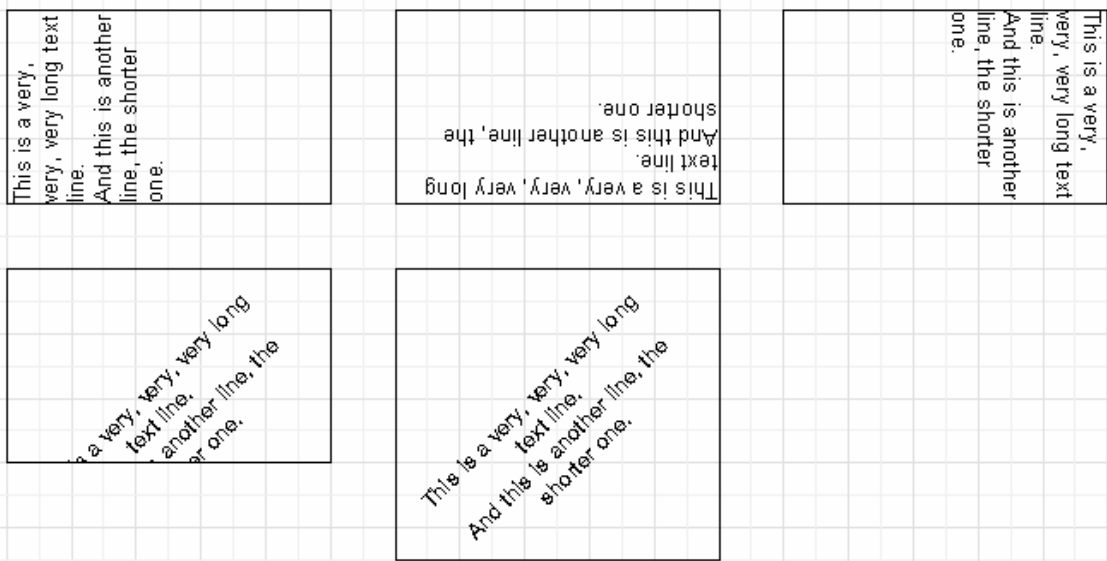 This is a very,
very, very long text
line.
And this is another
line, the shorter
one.
This is a very, very, very long
text line.
And this is another line, the
shorter one.
This is a very,
very, very long text
line.
And this is another
line, the shorter
one.
a very, very, very long
text line.
another line, the
one.
This is a very, very, very long
text line.
And this is another line, the
shorter one.